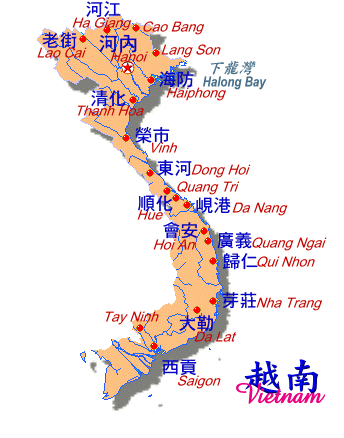 河江
Ha Giang
Cao Bang
老街
Lao Cai
河內
Hanoi
Lang Son
下龍灣
Halong Bay
海防
Haiphong
清化
Thanh Hoa
榮市
Vinh
東河
Dong Hoi
Quang Tri
順化
Hue
峴港
Da Nang
會安
Hoi An
廣義
Quang Ngai
歸仁
Qui Nhon
芽莊
Nha Trang
Tay Ninh
大勒
Da Lat
西貢
Saigon
越南
Vietnam